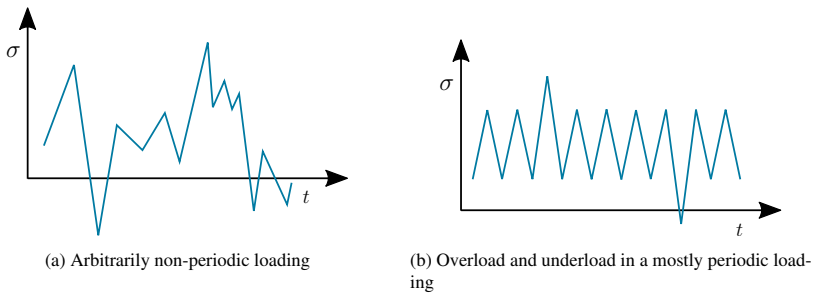 σ
t
(a) Arbitrarily non-periodic loading
σ
t
(b) Overload and underload in a mostly periodic load-
ing